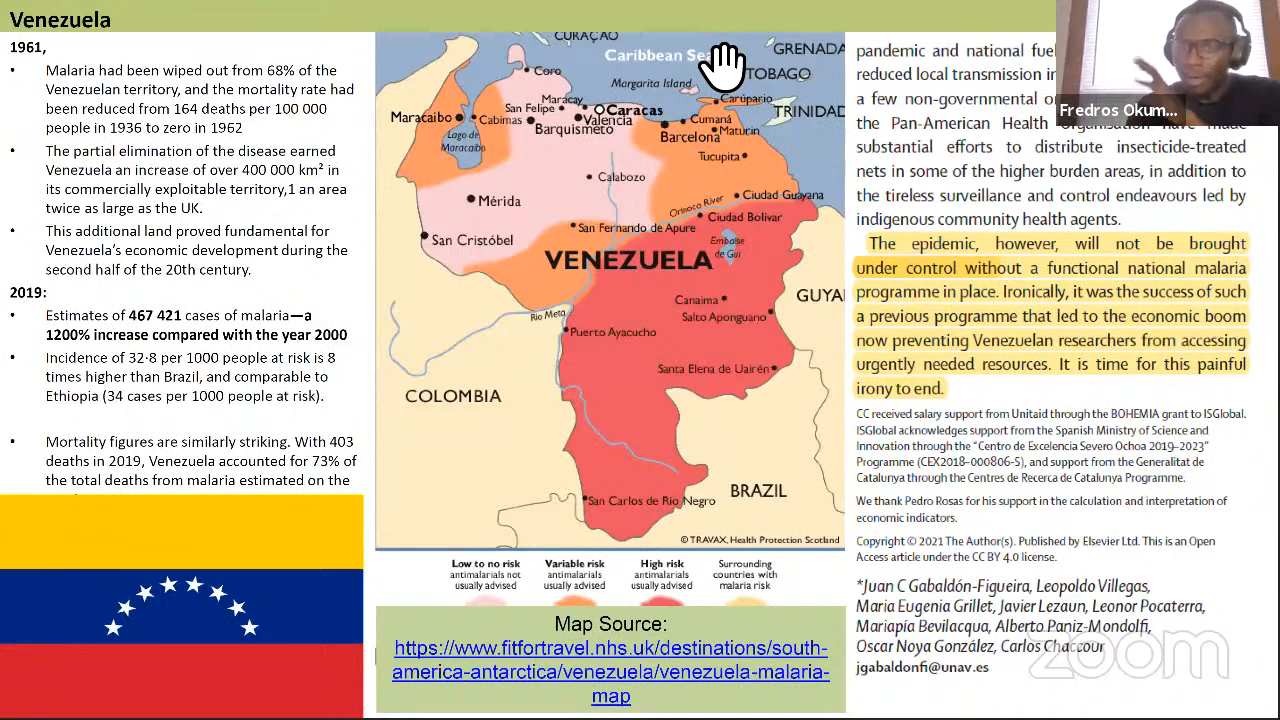 Venezuela
1961,
• Malaria had been wiped out from 68% of the
Venezuelan territory, and the mortality rate had
been reduced from 164 deaths per 100 000
people in 1936 to zero in 1962
• The partial elimination of the disease earned
Venezuela an increase of over 400 000 km² in
its commercially exploitable territory,1 an area
twice as large as the UK.
• This additional land proved fundamental for
Venezuela's economic development during the
second half of the 20th century.
2019:
• Estimates of 467 421 cases of malaria—a
1200% increase compared with the year 2000
• Incidence of 32·8 per 1000 people at risk is 8
times higher than Brazil, and comparable to
Ethiopia (34 cases per 1000 people at risk).
• Mortality figures are similarly striking. With 403
deaths in 2019, Venezuela accounted for 73% of
the total deaths from malaria estimated on the
CURAÇAO
Caribbean Sea
GRENADA
TOBAGO
Margarita Island
TRINIDAD
Coro
Maracay
Carúpario
San Felipe
Caracas
Maracaibo
Cabimas
Valencia
Cumaná
Barquisimeto
Barcelona
Maturin
Lago de
Maracaibo
Tucupita
Calabozo
Mérida
Ciudad Guayana
Orinoco River
Ciudad Bolivar
San Fernando de Apure
San Cristóbel
Embalse
de Guri
VENEZUELA
Canaima
GUYA
Salto Aponguano
Rio Meta
Puerto Ayacucho
Santa Elena de Uairén
COLOMBIA
BRAZIL
San Carlos de Rio Negro
© TRAVAX, Health Protection Scotland
Low to no risk
antimalarials not
usually advised
Variable risk
antimalarials
usually advised
High risk
antimalarials
usually advised
Surrounding
countries with
malaria risk
Map Source:
https://www.fitfortravel.nhs.uk/destinations/south-
america-antarctica/venezuela/venezuela-malaria-
map
pandemic and national fuel
reduced local transmission in
a few non-governmental
the Pan-American Health Organisation have made
substantial efforts to distribute insecticide-treated
nets in some of the higher burden areas, in addition to
the tireless surveillance and control endeavours led by
indigenous community health agents.
The epidemic, however, will not be brought
under control without a functional national malaria
programme in place. Ironically, it was the success of such
a previous programme that led to the economic boom
now preventing Venezuelan researchers from accessing
urgently needed resources. It is time for this painful
irony to end.
CC received salary support from Unitaid through the BOHEMIA grant to ISGlobal.
ISGlobal acknowledges support from the Spanish Ministry of Science and
Innovation through the "Centro de Excelencia Severo Ochoa 2019–2023"
Programme (CEX2018-000806-S), and support from the Generalitat de
Catalunya through the Centres de Recerca de Catalunya Programme.
We thank Pedro Rosas for his support in the calculation and interpretation of
economic indicators.
Copyright © 2021 The Author(s). Published by Elsevier Ltd. This is an Open
Access article under the CC BY 4.0 license.
*Juan C Gabaldón-Figueira, Leopoldo Villegas,
Maria Eugenia Grillet, Javier Lezaun, Leonor Pocaterra,
Mariapia Bevilacqua, Alberto Paniz-Mondolfi,
Oscar Noya González, Carlos Chaccour
jgabaldonfi@unav.es
Fredros Okum...
zoom